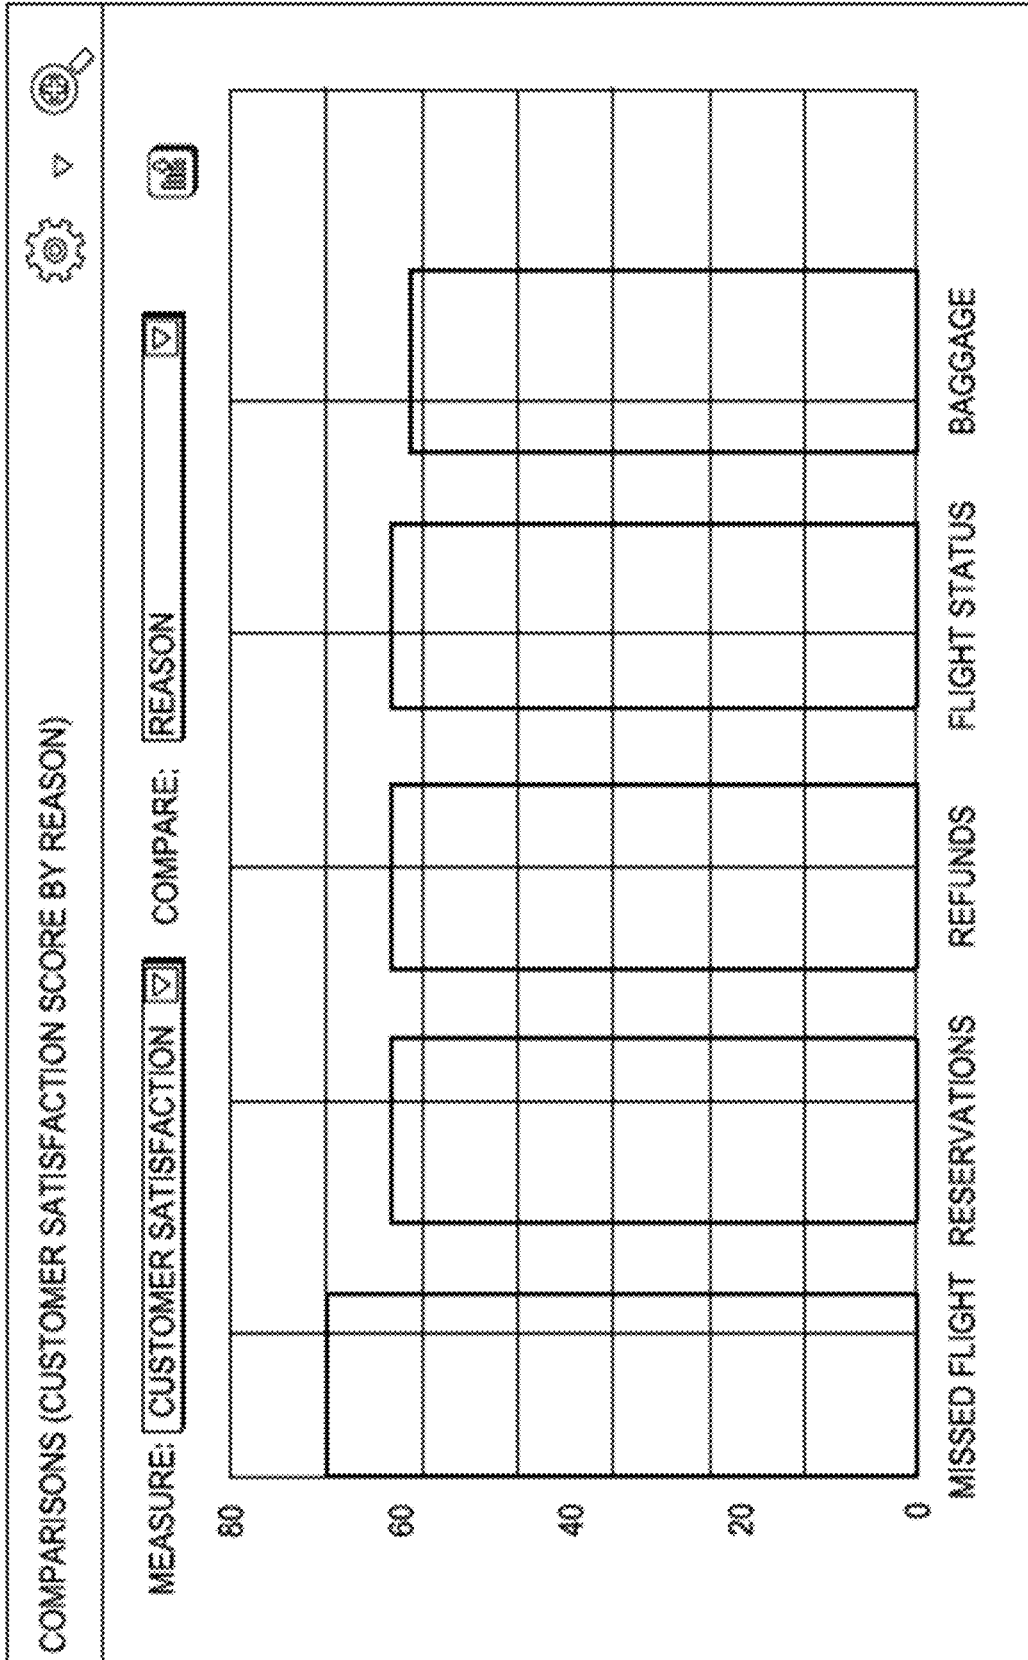 COMPARISONS (CUSTOMER SATISFACTION SCORE BY REASON)
MEASURE: CUSTOMER SATISFACTION COMPARE: REASON
80
60
40
20
0
MISSED FLIGHT RESERVATIONS REFUNDS FLIGHT STATUS BAGGAGE